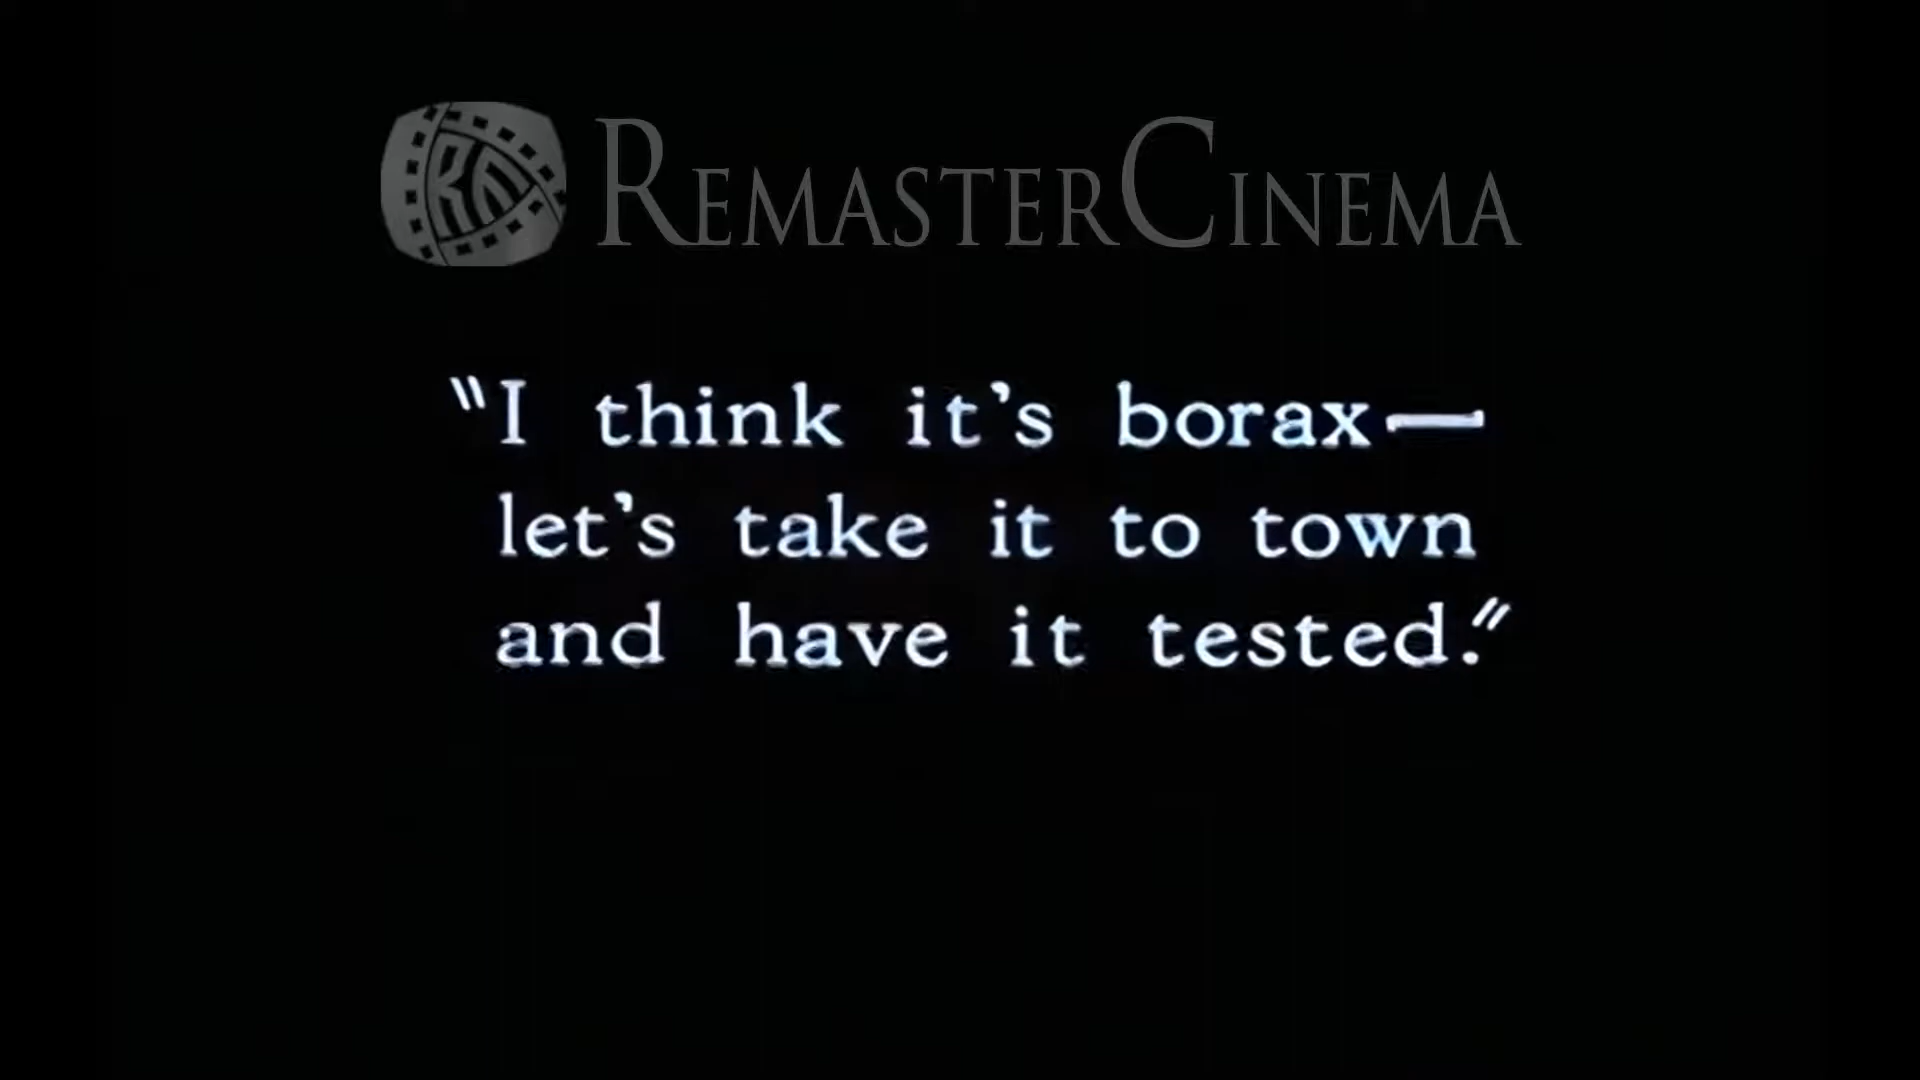 REMASTERCINEMA
"I think it's borax—
let's take it to town
and have it tested."